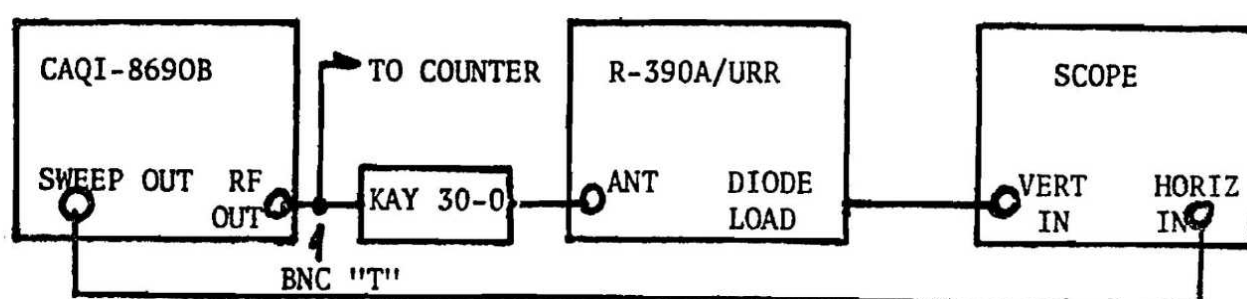 CAQI-8690B
SWEEP OUT
RF
OUT
TO COUNTER
BNC "T"
KAY 30-0
R-390A/URR
ANT
DIODE
LOAD
SCOPE
VERT
IN
HORIZ
IN